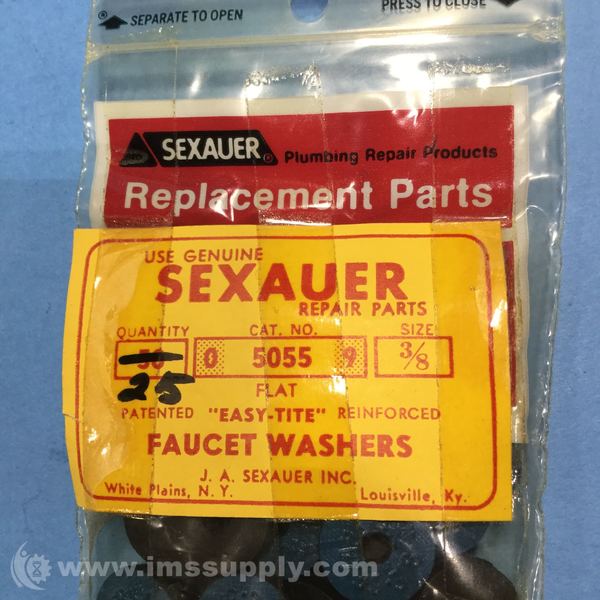 SEPARATE TO OPEN
PRESS TO CLOSE
SEXAUER® Plumbing Repair Products
Replacement Parts
USE GENUINE
SEXAUER
REPAIR PARTS
QUANTITY CAT. NO. SIZE
50 0 5055 9 3/8
25
FLAT
PATENTED "EASY-TITE" REINFORCED
FAUCET WASHERS
J. A. SEXAUER INC.
White Plains, N. Y. Louisville, Ky.
www.imssupply.com